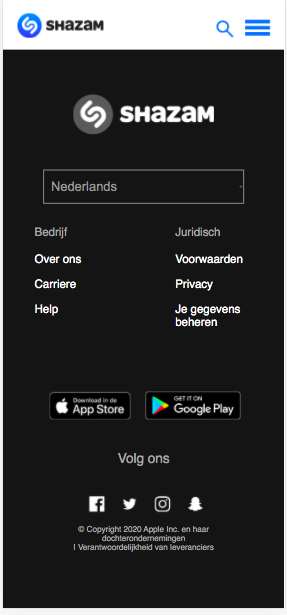 SHAZAM
SHAZAM
Nederlands
Bedrijf
Juridisch
Over ons
Voorwaarden
Carriere
Privacy
Help
Je gegevens
beheren
Download in de
App Store
GET IT ON
Google Play
Volg ons
© Copyright 2020 Apple Inc. en haar
dochterondernemingen
| Verantwoordelijkheid van leveranciers